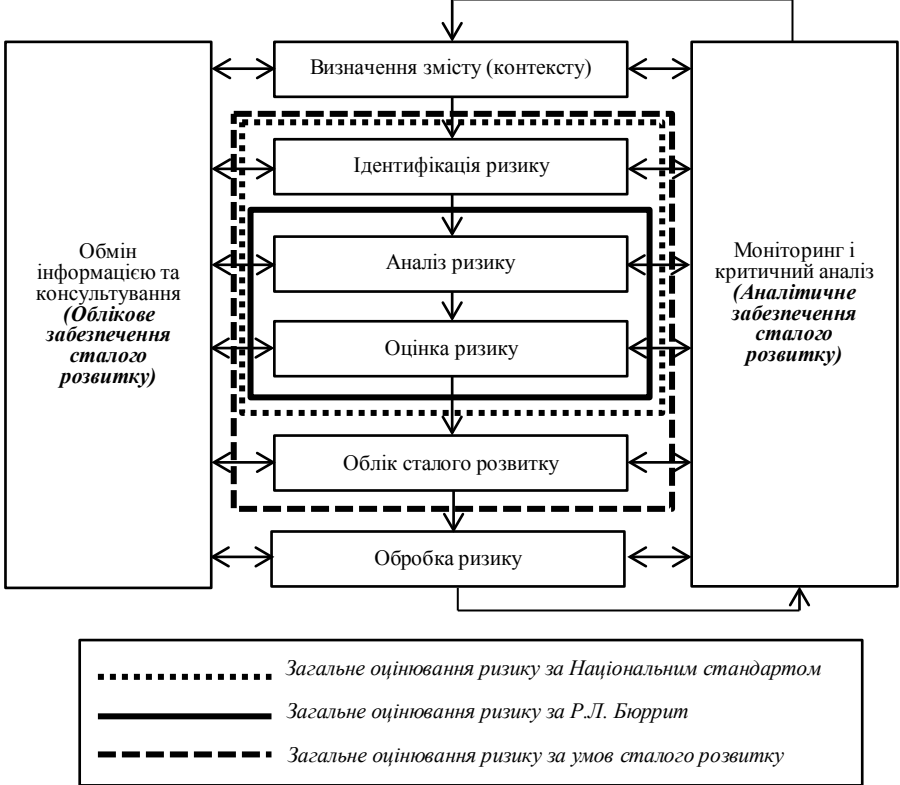 Визначення змісту (контексту)
Ідентифікація ризику
Обмін
інформацією та
консультування
(Облікове
забезпечення
сталого
розвитку)
Аналіз ризику
Оцінка ризику
Моніторинг і
критичний аналіз
(Аналітичне
забезпечення
сталого
розвитку)
Облік сталого розвитку
Обробка ризику
Загальне оцінювання ризику за Національним стандартом
Загальне оцінювання ризику за Р.Л. Бюррит
Загальне оцінювання ризику за умов сталого розвитку